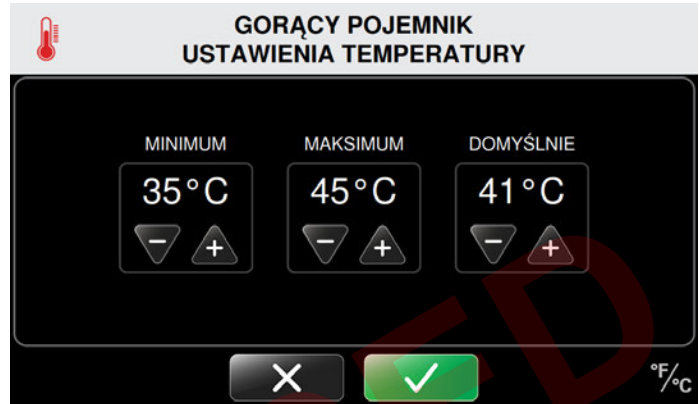 GORĄCY POJEMNIK
USTAWIENIA TEMPERATURY
MINIMUM MAKSIMUM DOMYŚLNIE
35°C 45°C 41°C
− + − + − +
°F/°C